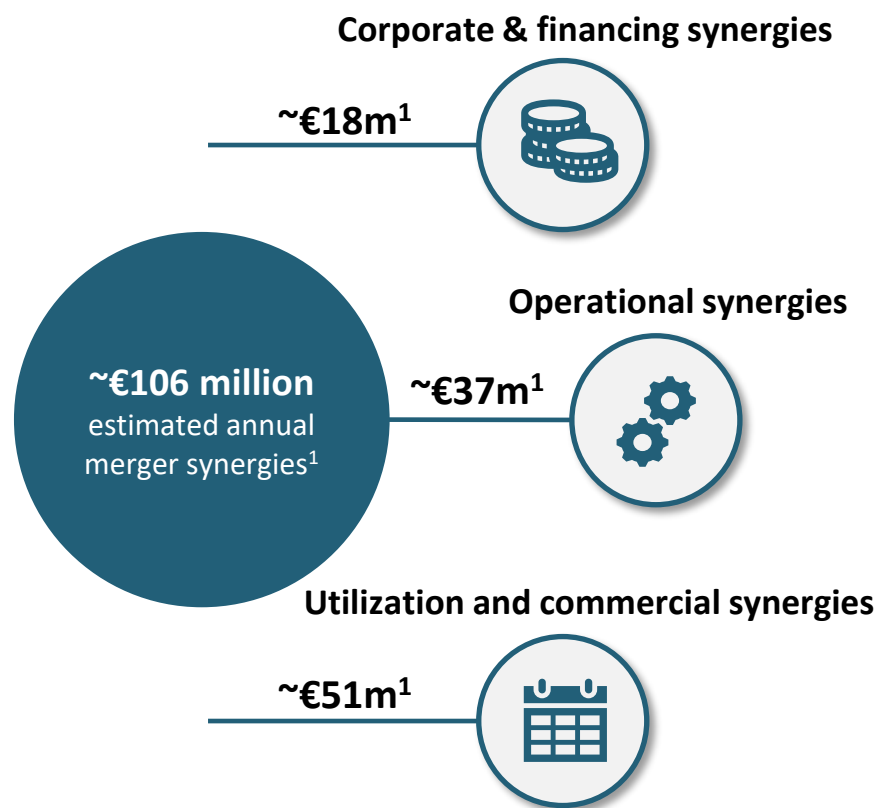 Corporate & financing synergies
~€18m¹
Operational synergies
~€106 million
estimated annual
merger synergies¹
~€37m¹
Utilization and commercial synergies
~€51m¹